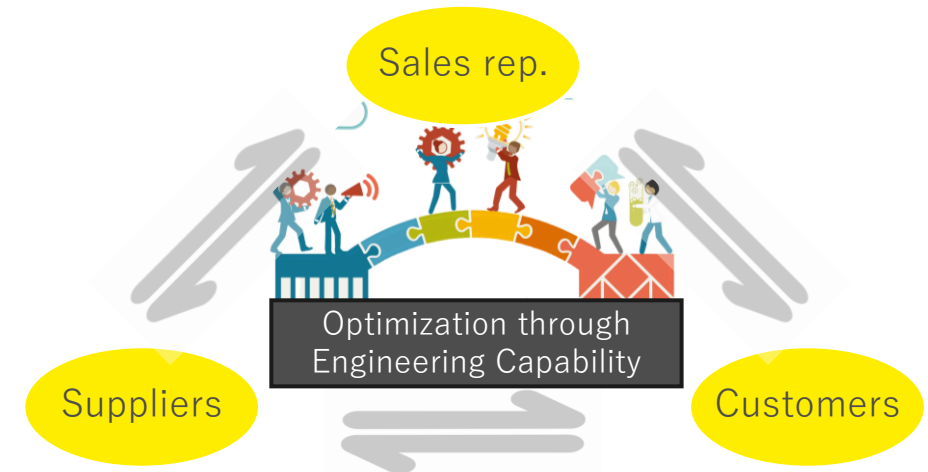 Sales rep.
Optimization through
Engineering Capability
Suppliers
Customers